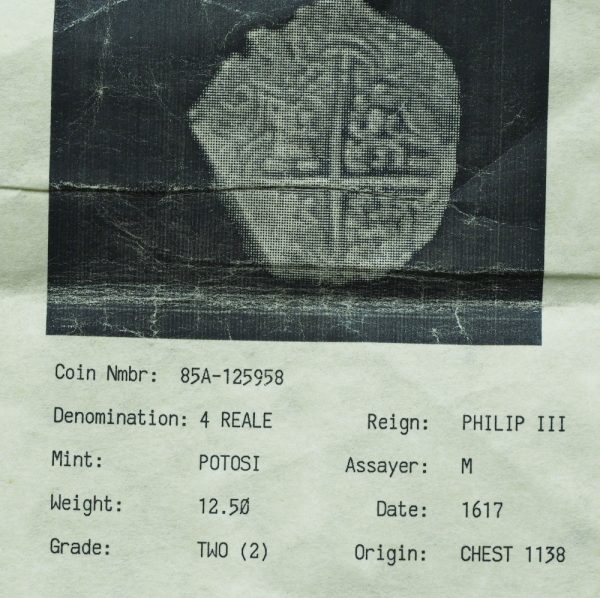 Coin Nmbr: 85A-125958
Denomination: 4 REALE Reign: PHILIP III
Mint: POTOSI Assayer: M
Weight: 12.50 Date: 1617
Grade: TWO (2) Origin: CHEST 1138